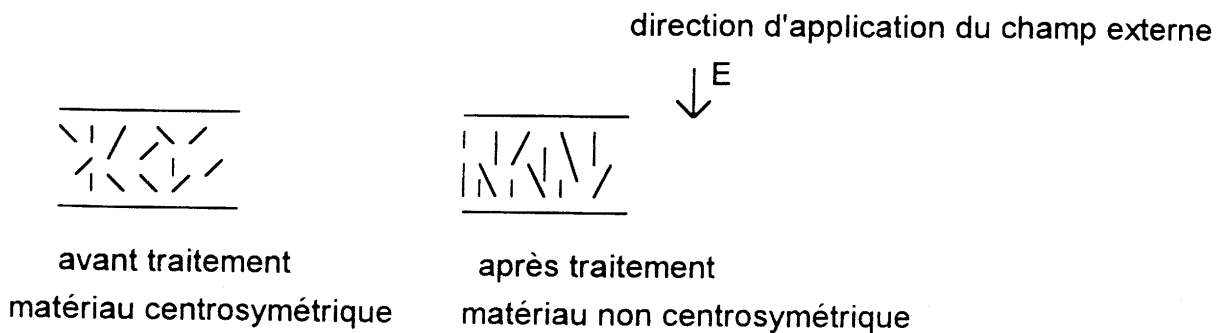 direction d'application du champ externe
E
avant traitement
matériau centrosymétrique
après traitement
matériau non centrosymétrique